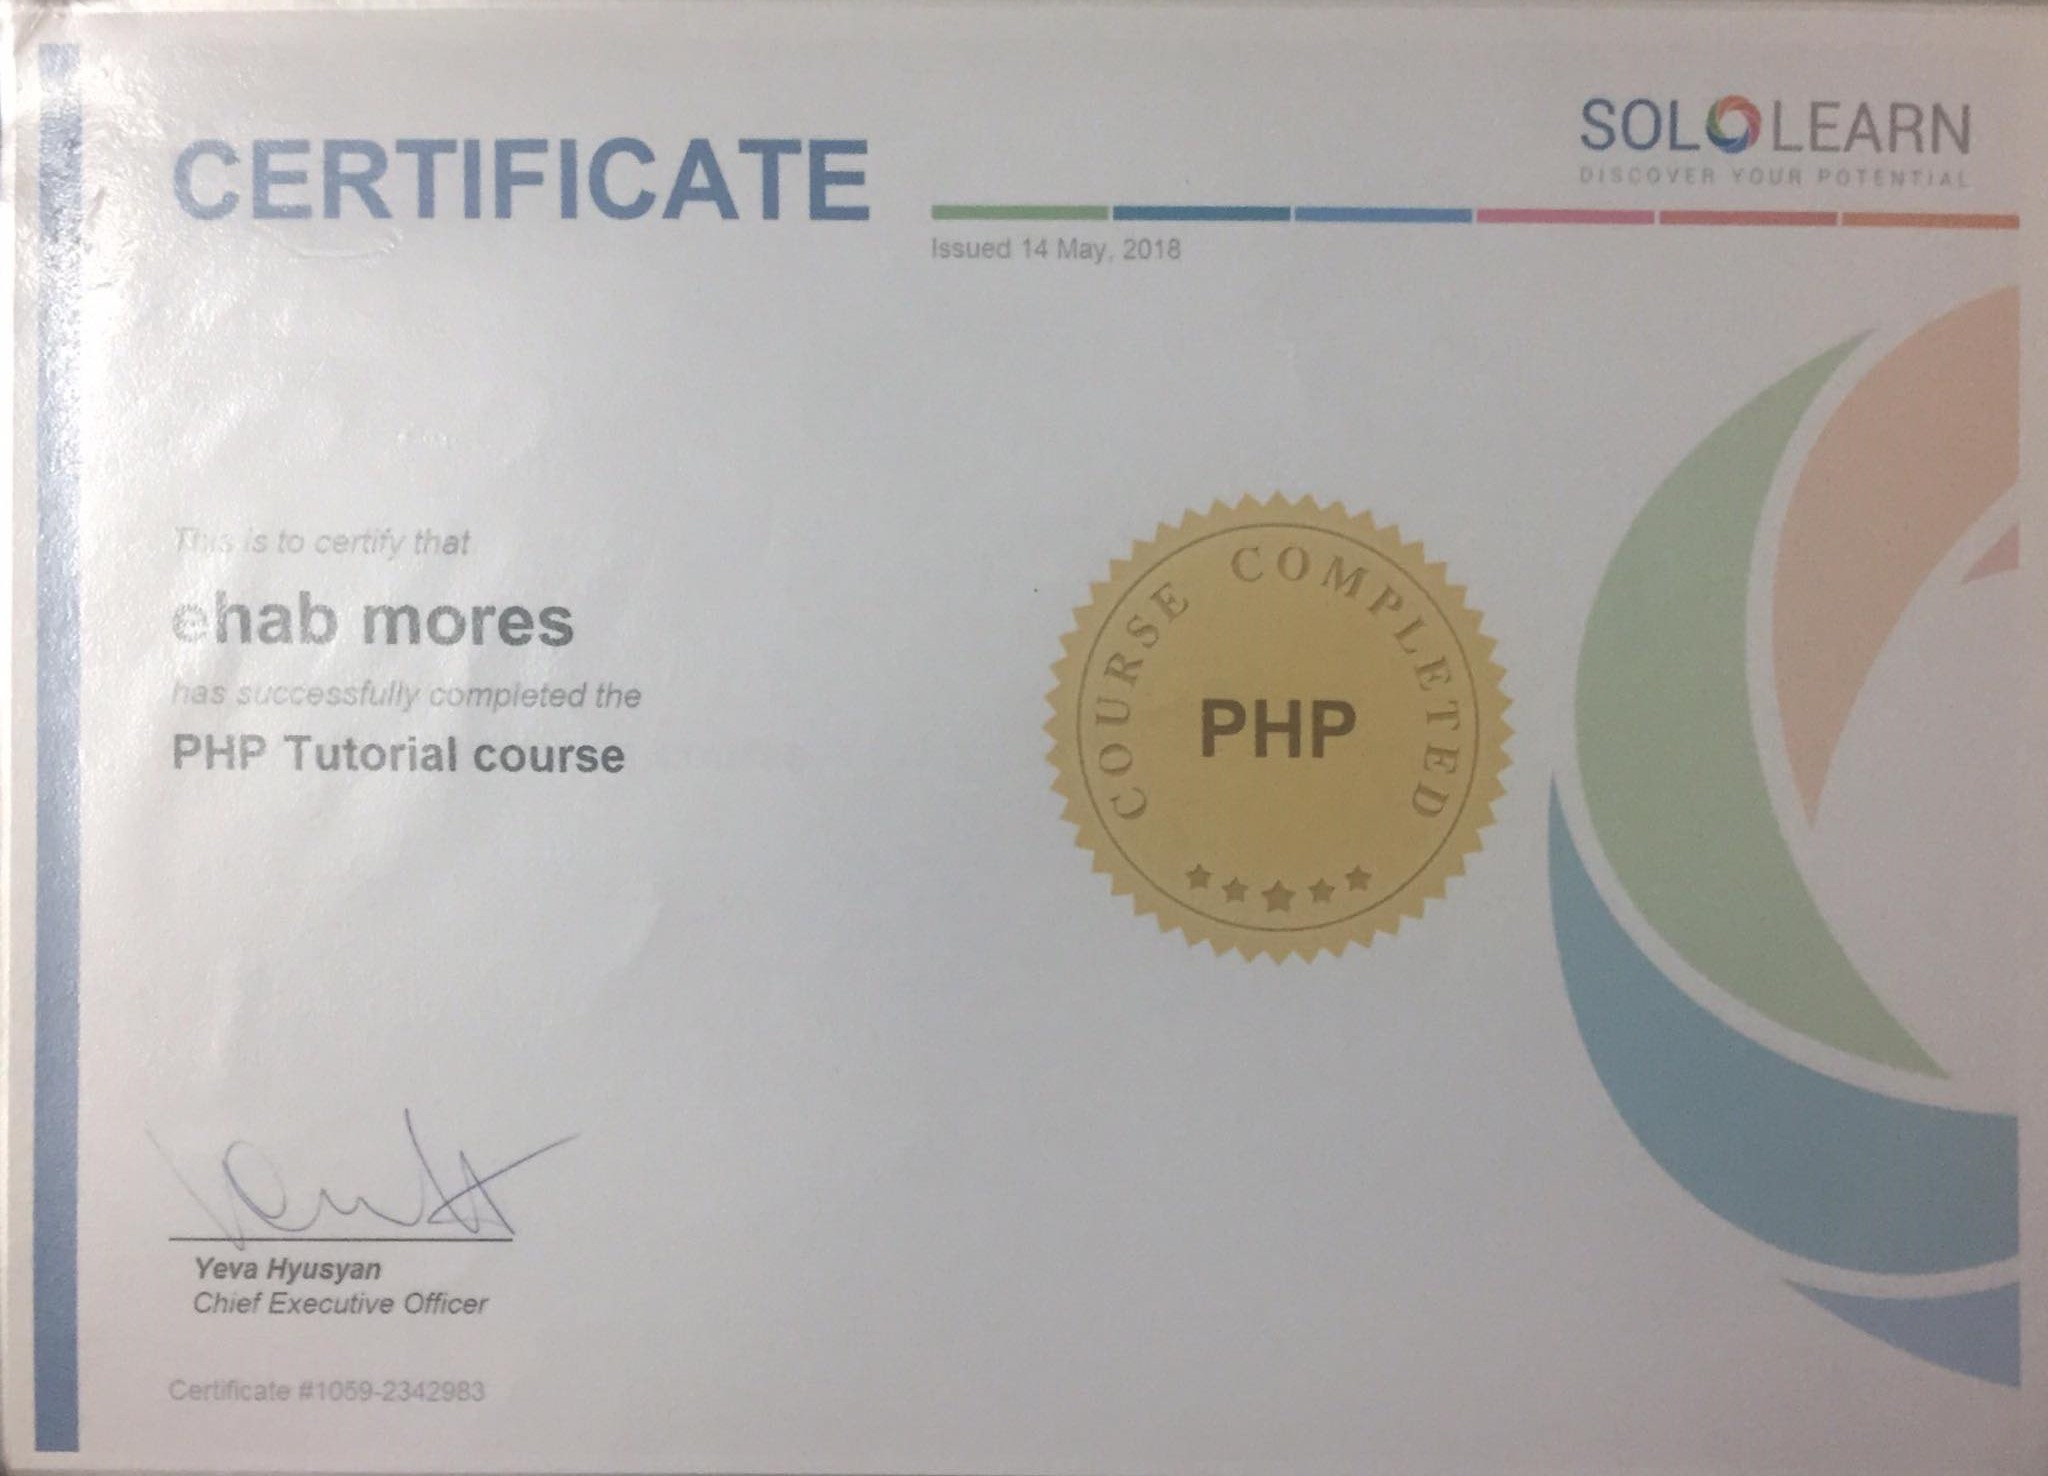 CERTIFICATE
SOLOLEARN
DISCOVER YOUR POTENTIAL
Issued 14 May, 2018
This is to certify that
ehab mores
has successfully completed the
PHP Tutorial course
COURSE COMPLETED
PHP
Yeva Hyusyan
Chief Executive Officer
Certificate #1059-2342983